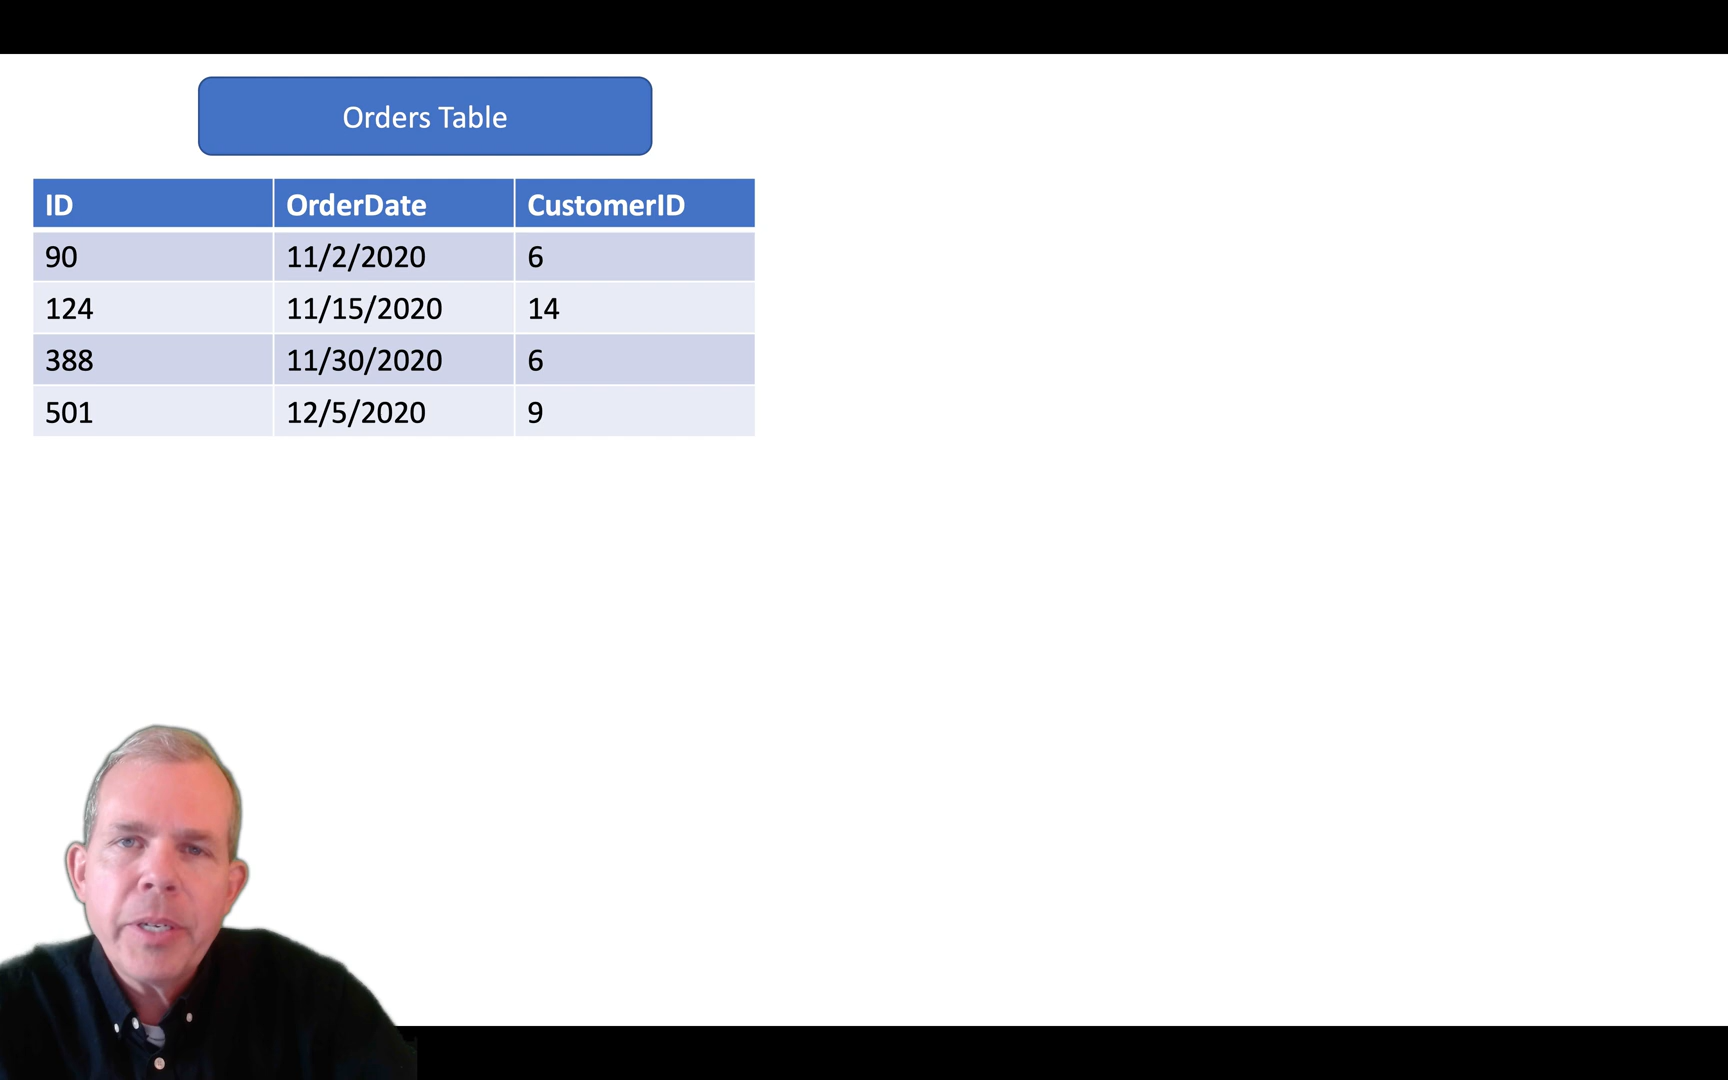 Orders Table
ID OrderDate CustomerID
90 11/2/2020 6
124 11/15/2020 14
388 11/30/2020 6
501 12/5/2020 9